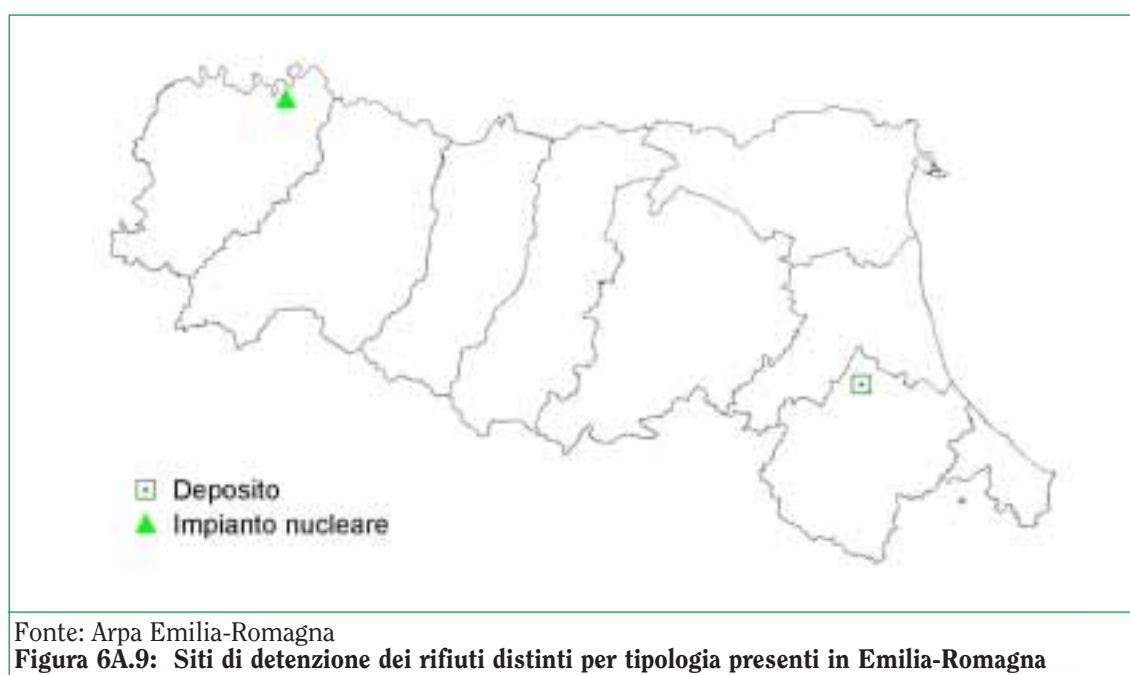 Deposito
Impianto nucleare
Fonte: Arpa Emilia-Romagna
Figura 6A.9: Siti di detenzione dei rifiuti distinti per tipologia presenti in Emilia-Romagna